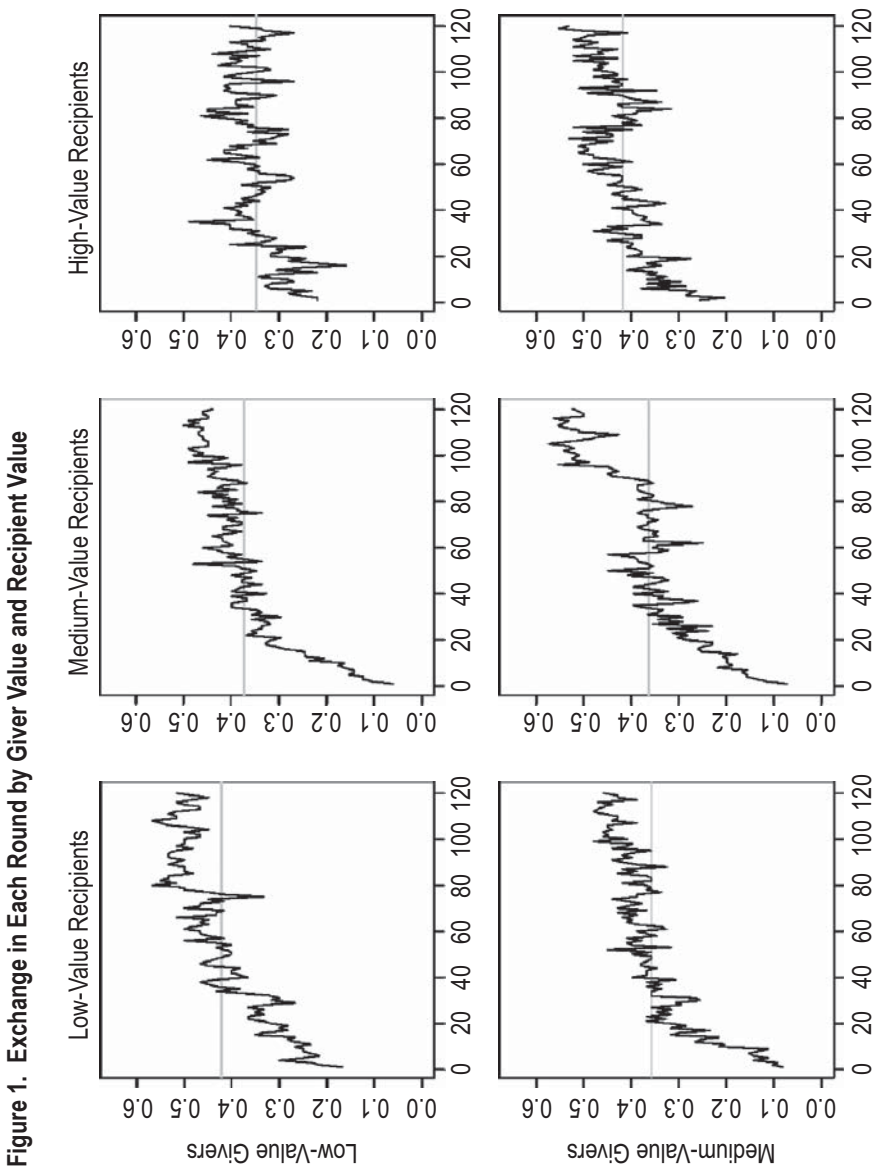 Figure 1. Exchange in Each Round by Giver Value and Recipient Value
Low-Value Recipients
Medium-Value Recipients
High-Value Recipients
Low-Value Givers
0.0 0.1 0.2 0.3 0.4 0.5 0.6
0 20 40 60 80 100 120
0.0 0.1 0.2 0.3 0.4 0.5 0.6
0 20 40 60 80 100 120
0.0 0.1 0.2 0.3 0.4 0.5 0.6
0 20 40 60 80 100 120
Medium-Value Givers
0.0 0.1 0.2 0.3 0.4 0.5 0.6
0 20 40 60 80 100 120
0.0 0.1 0.2 0.3 0.4 0.5 0.6
0 20 40 60 80 100 120
0.0 0.1 0.2 0.3 0.4 0.5 0.6
0 20 40 60 80 100 120